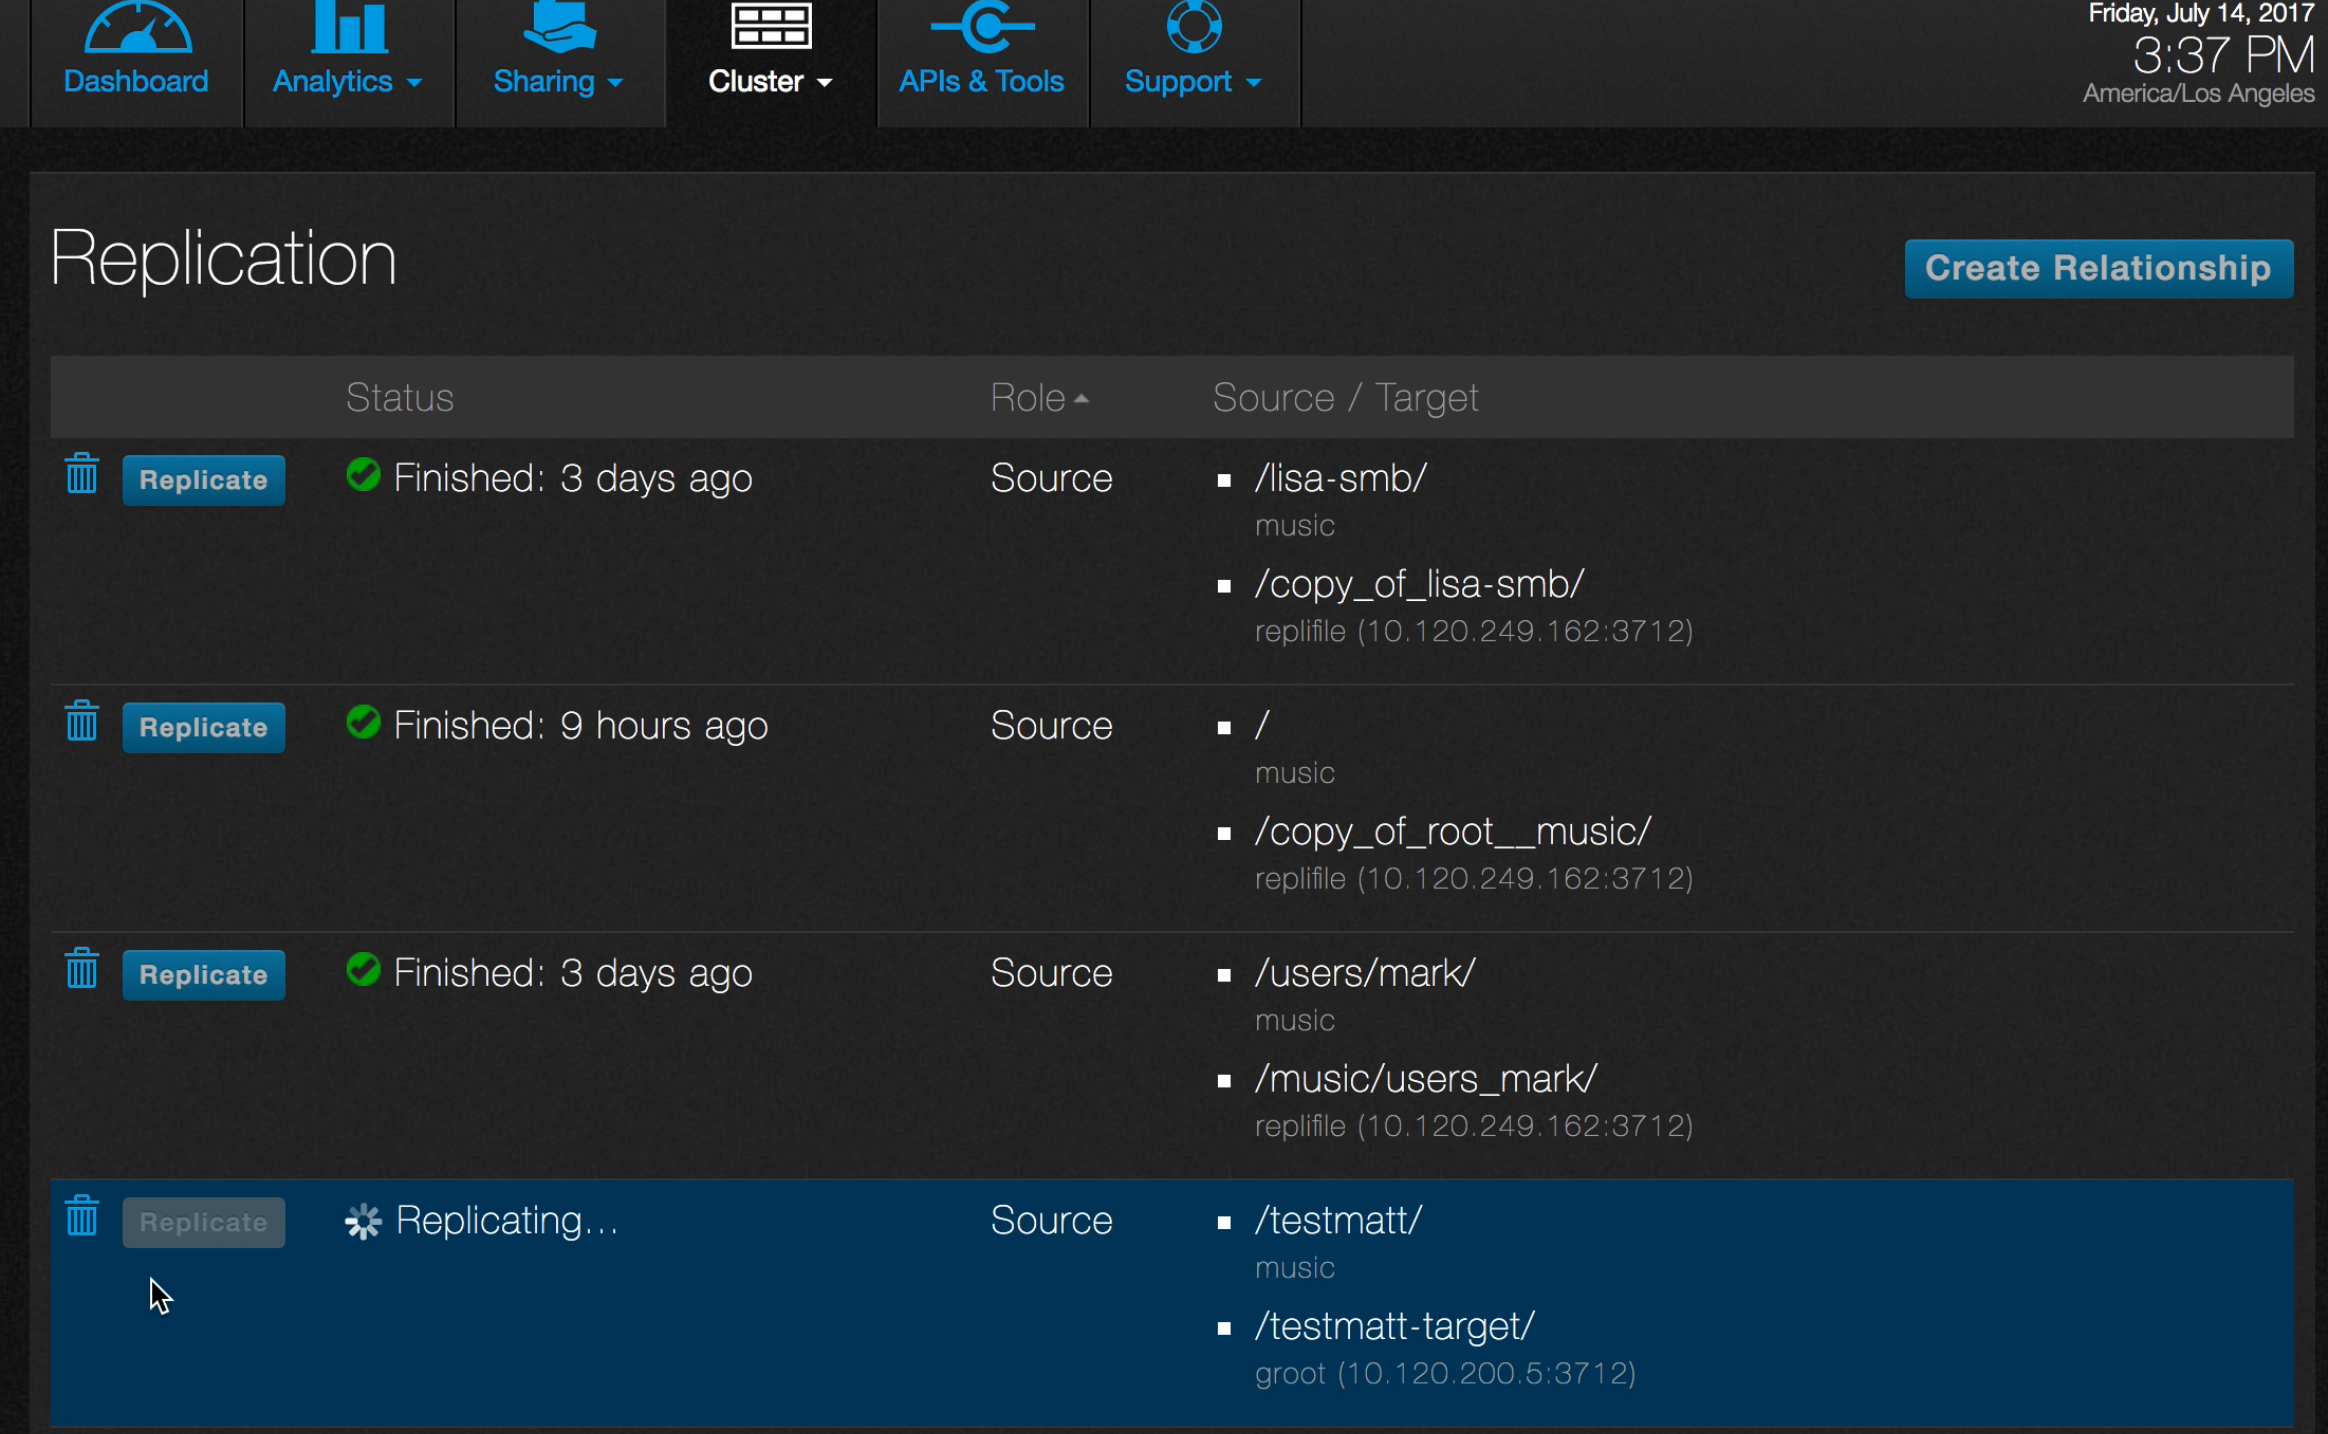 Dashboard Analytics Sharing Cluster APIs & Tools Support
Friday, July 14, 2017
3:37 PM
America/Los Angeles
Replication
Create Relationship
Status Role Source / Target
Replicate Finished: 3 days ago Source /lisa-smb/
music
/copy_of_lisa-smb/
replifile (10.120.249.162:3712)
Replicate Finished: 9 hours ago Source /
music
/copy_of_root__music/
replifile (10.120.249.162:3712)
Replicate Finished: 3 days ago Source /users/mark/
music
/music/users_mark/
replifile (10.120.249.162:3712)
Replicate Replicating... Source /testmatt/
music
/testmatt-target/
groot (10.120.200.5:3712)